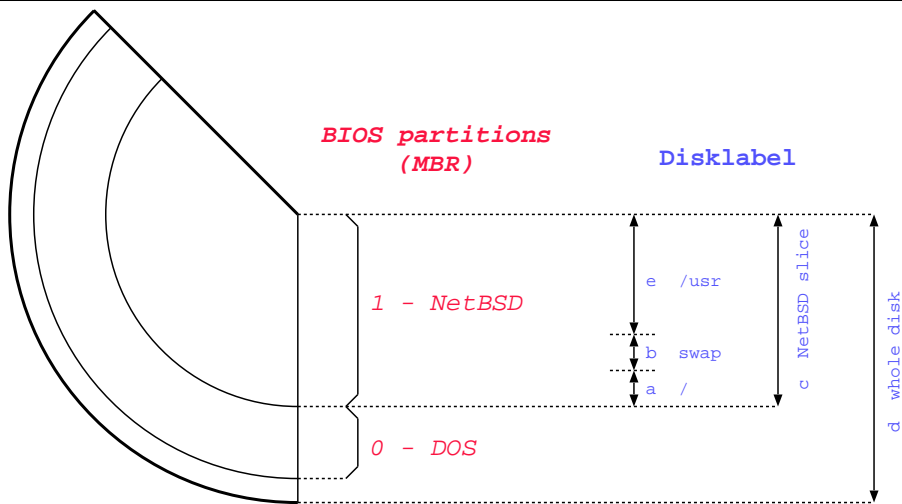 BIOS partitions
(MBR)
Disklabel
1 - NetBSD
0 - DOS
e /usr
b swap
a /
c NetBSD slice
d whole disk